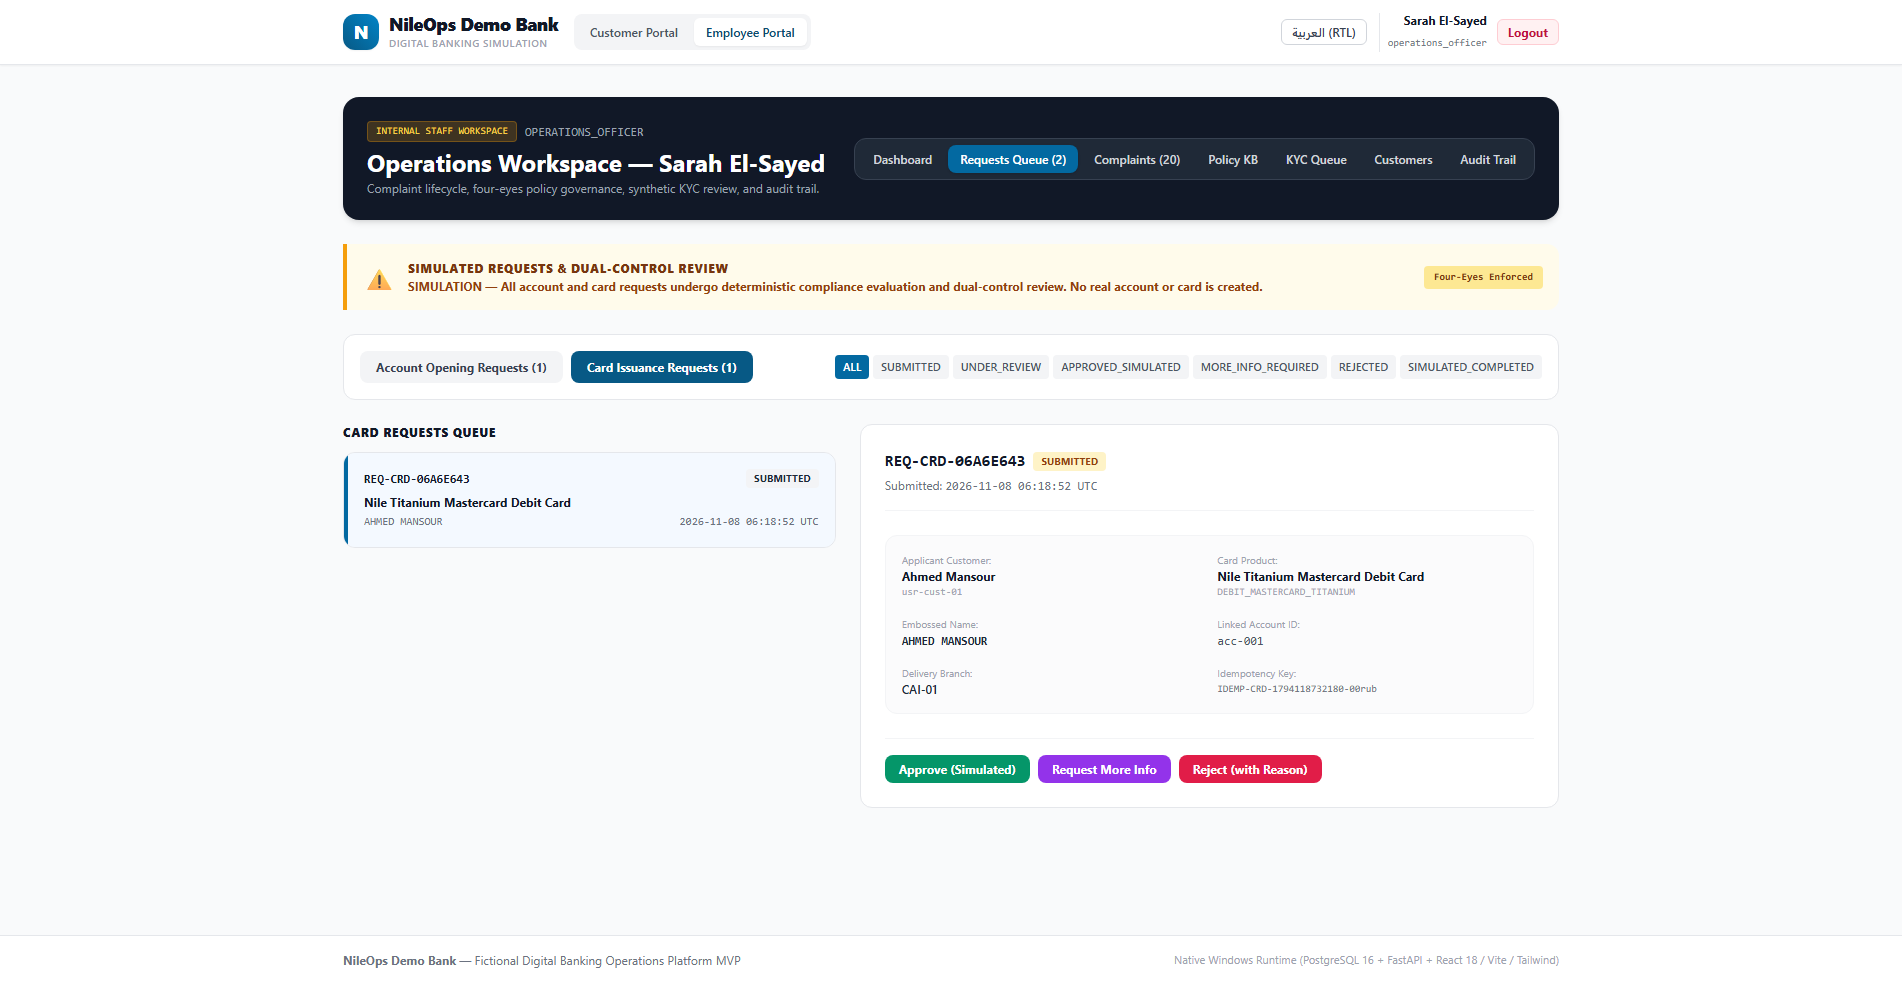 N
NileOps Demo Bank
DIGITAL BANKING SIMULATION
Customer Portal
Employee Portal
العربية (RTL)
Sarah El-Sayed
operations_officer
Logout
INTERNAL STAFF WORKSPACE
OPERATIONS_OFFICER
Operations Workspace — Sarah El-Sayed
Complaint lifecycle, four-eyes policy governance, synthetic KYC review, and audit trail.
Dashboard
Requests Queue (2)
Complaints (20)
Policy KB
KYC Queue
Customers
Audit Trail
SIMULATED REQUESTS & DUAL-CONTROL REVIEW
SIMULATION — All account and card requests undergo deterministic compliance evaluation and dual-control review. No real account or card is created.
Four-Eyes Enforced
Account Opening Requests (1)
Card Issuance Requests (1)
ALL
SUBMITTED
UNDER_REVIEW
APPROVED_SIMULATED
MORE_INFO_REQUIRED
REJECTED
SIMULATED_COMPLETED
CARD REQUESTS QUEUE
REQ-CRD-06A6E643
SUBMITTED
Nile Titanium Mastercard Debit Card
AHMED MANSOUR
2026-11-08 06:18:52 UTC
REQ-CRD-06A6E643
SUBMITTED
Submitted: 2026-11-08 06:18:52 UTC
Applicant Customer:
Ahmed Mansour
usr-cust-01
Card Product:
Nile Titanium Mastercard Debit Card
DEBIT_MASTERCARD_TITANIUM
Embossed Name:
AHMED MANSOUR
Linked Account ID:
acc-001
Delivery Branch:
CAI-01
Idempotency Key:
IDEMP-CRD-1794118732180-00rub
Approve (Simulated)
Request More Info
Reject (with Reason)
NileOps Demo Bank — Fictional Digital Banking Operations Platform MVP
Native Windows Runtime (PostgreSQL 16 + FastAPI + React 18 / Vite / Tailwind)